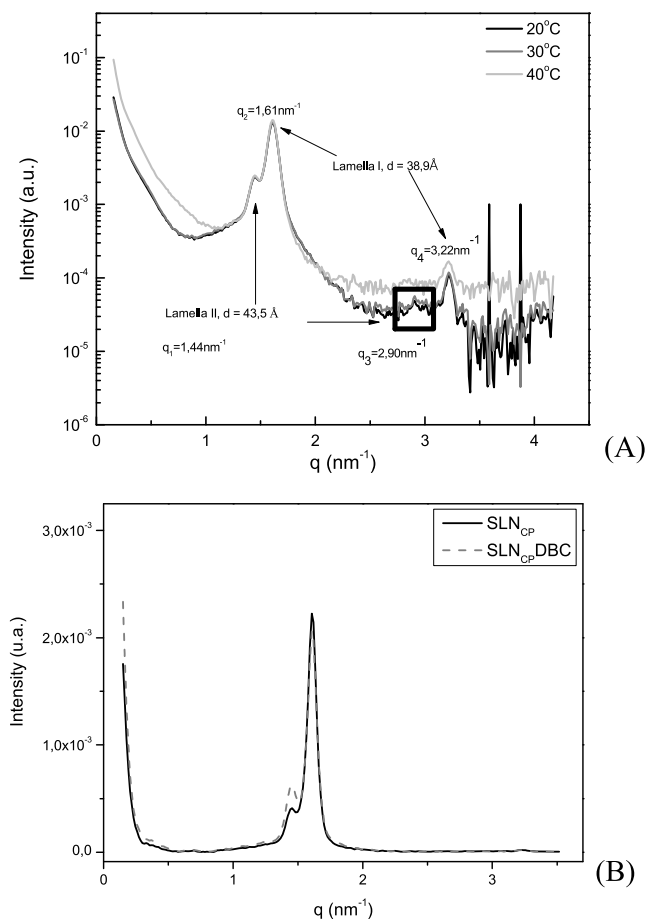 20°C
30°C
40°C
10⁻¹
10⁻²
10⁻³
10⁻⁴
10⁻⁵
10⁻⁶
Intensity (a.u.)
q₂=1,61nm⁻¹
Lamella I, d = 38,9Å
q₄=3,22nm⁻¹
Lamella II, d = 43,5 Å
q₁=1,44nm⁻¹
q₃=2,90nm⁻¹
0 1 2 3 4
q (nm⁻¹)
(A)
SLN_CP
SLN_CPDBC
3,0x10⁻³
2,0x10⁻³
1,0x10⁻³
0,0
Intensity (u.a.)
0 1 2 3
q (nm⁻¹)
(B)